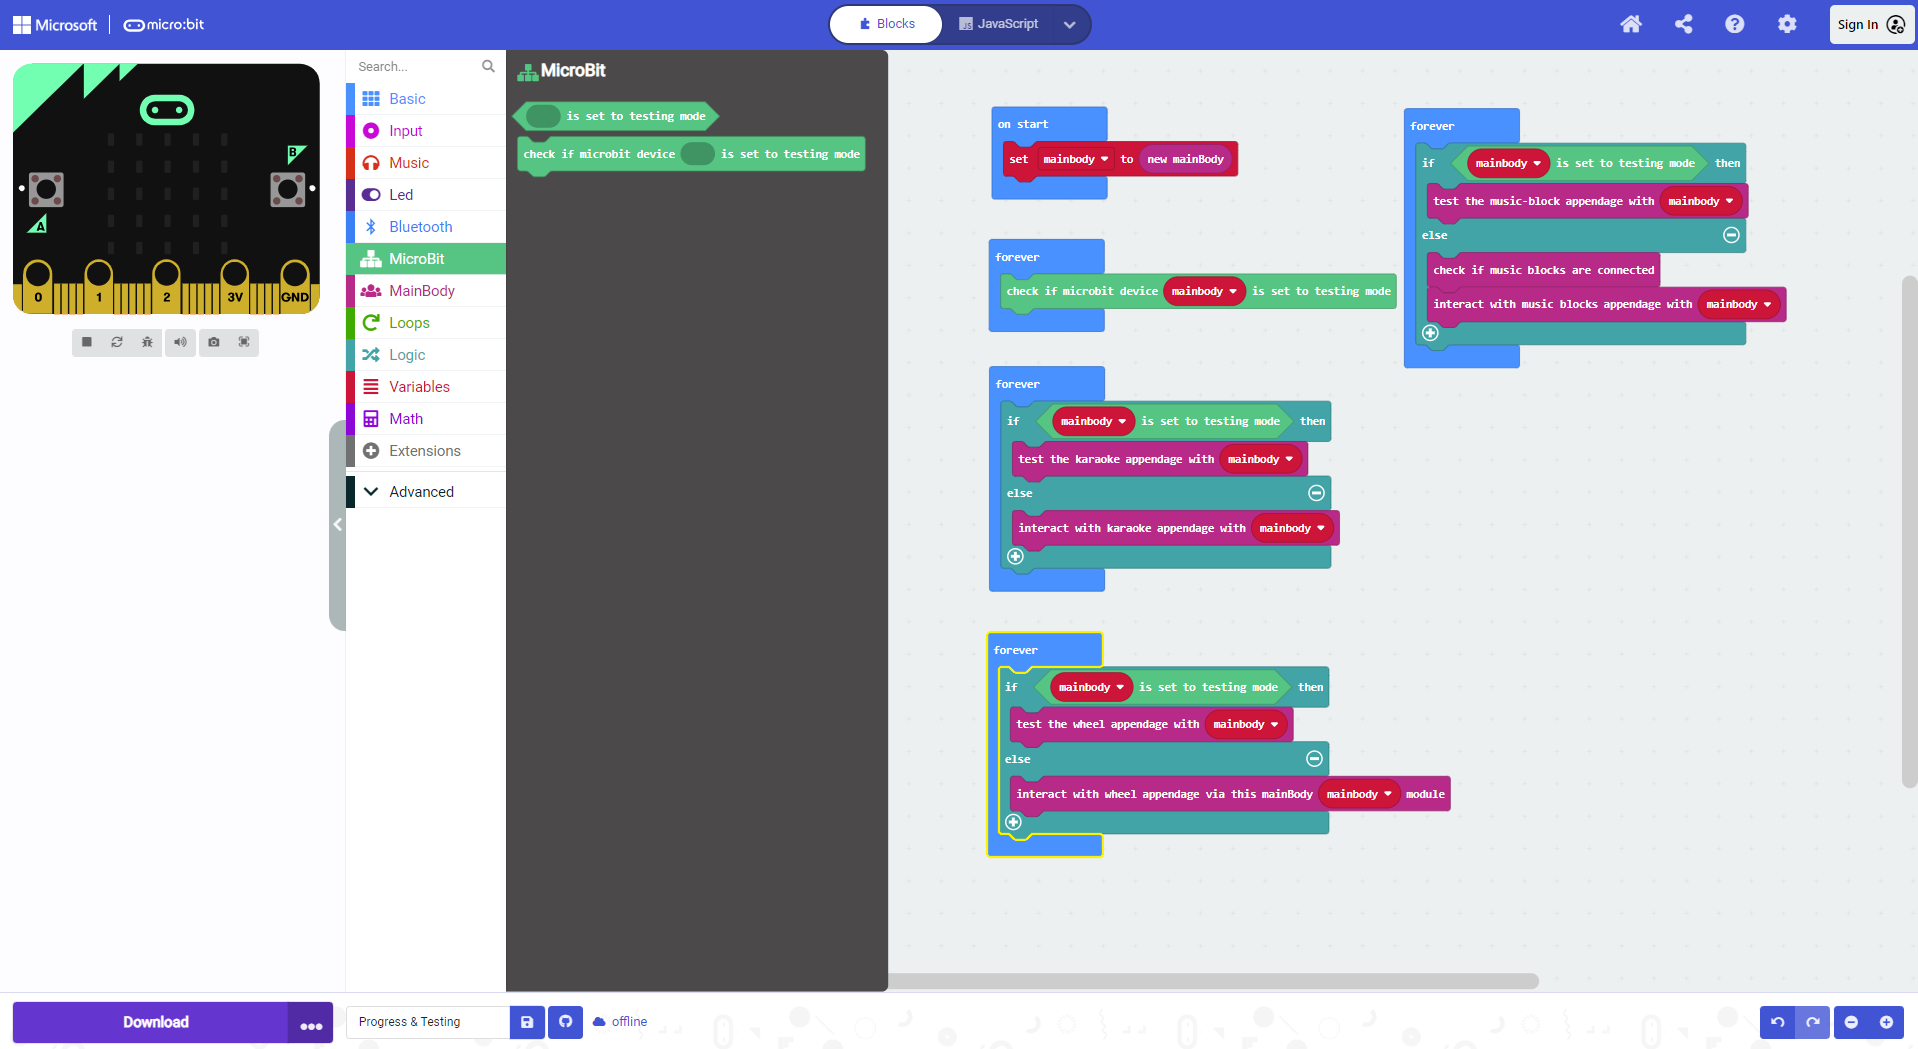 Microsoft
micro:bit
Blocks
JavaScript
Sign In
B
A
0
1
2
3V
GND
Search...
Basic
Input
Music
Led
Bluetooth
MicroBit
MainBody
Loops
Logic
Variables
Math
Extensions
Advanced
MicroBit
is set to testing mode
check if microbit device is set to testing mode
on start
set mainbody to new mainBody
forever
check if microbit device mainbody is set to testing mode
forever
if mainbody is set to testing mode then
test the karaoke appendage with mainbody
else
interact with karaoke appendage with mainbody
forever
if mainbody is set to testing mode then
test the wheel appendage with mainbody
else
interact with wheel appendage via this mainBody mainbody module
forever
if mainbody is set to testing mode then
test the music-block appendage with mainbody
else
check if music blocks are connected
interact with music blocks appendage with mainbody
Download
Progress & Testing
offline